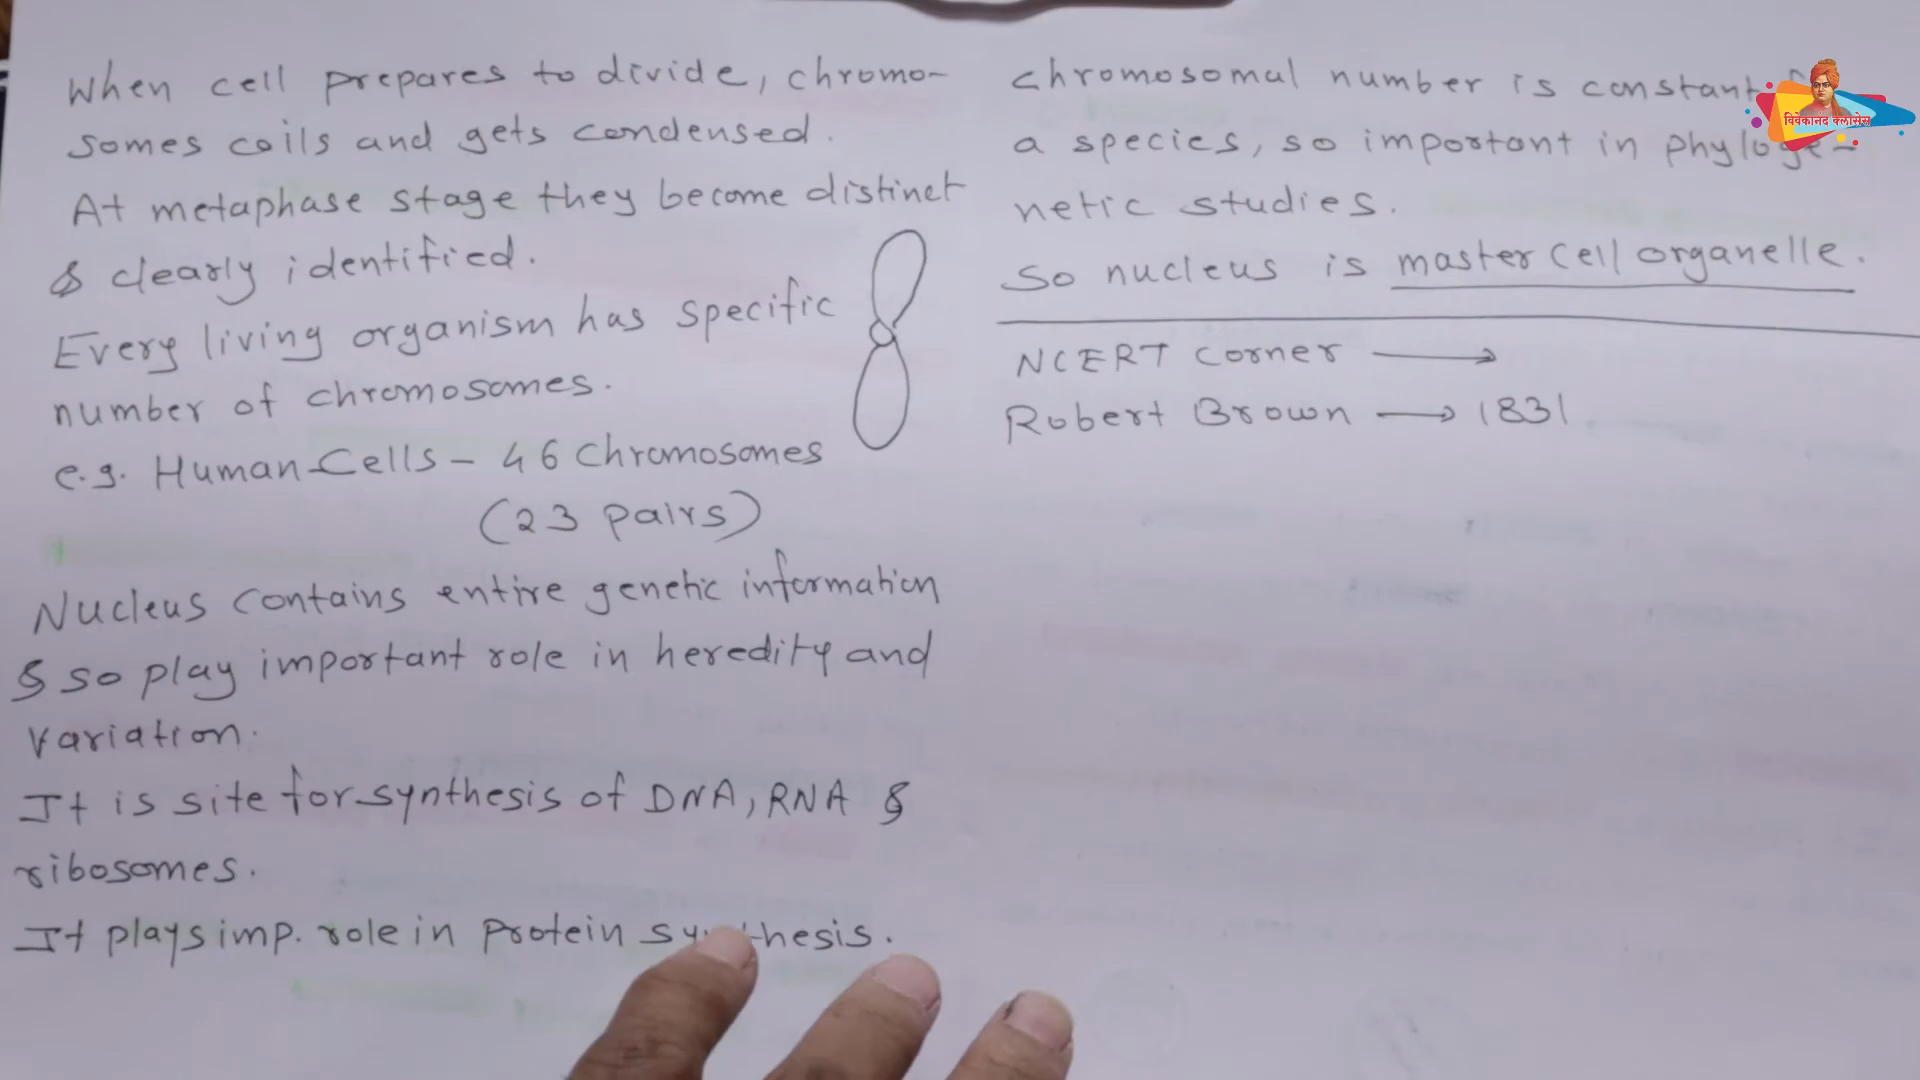 When cell prepares to divide, chromo-
somes coils and gets condensed.
At metaphase stage they become distinct
& clearly identified.
Every living organism has specific
number of chromosomes.
e.g. Human Cells - 46 Chromosomes
(23 pairs)
Nucleus contains entire genetic information
& so play important role in heredity and
variation.
It is site for synthesis of DNA, RNA &
ribosomes.
It plays imp. role in protein synthesis.
chromosomal number is constant
a species, so important in phyloge-
netic studies.
So nucleus is master cell organelle.
NCERT Corner →
Robert Brown → 1831
विवेकानंद क्लासेस